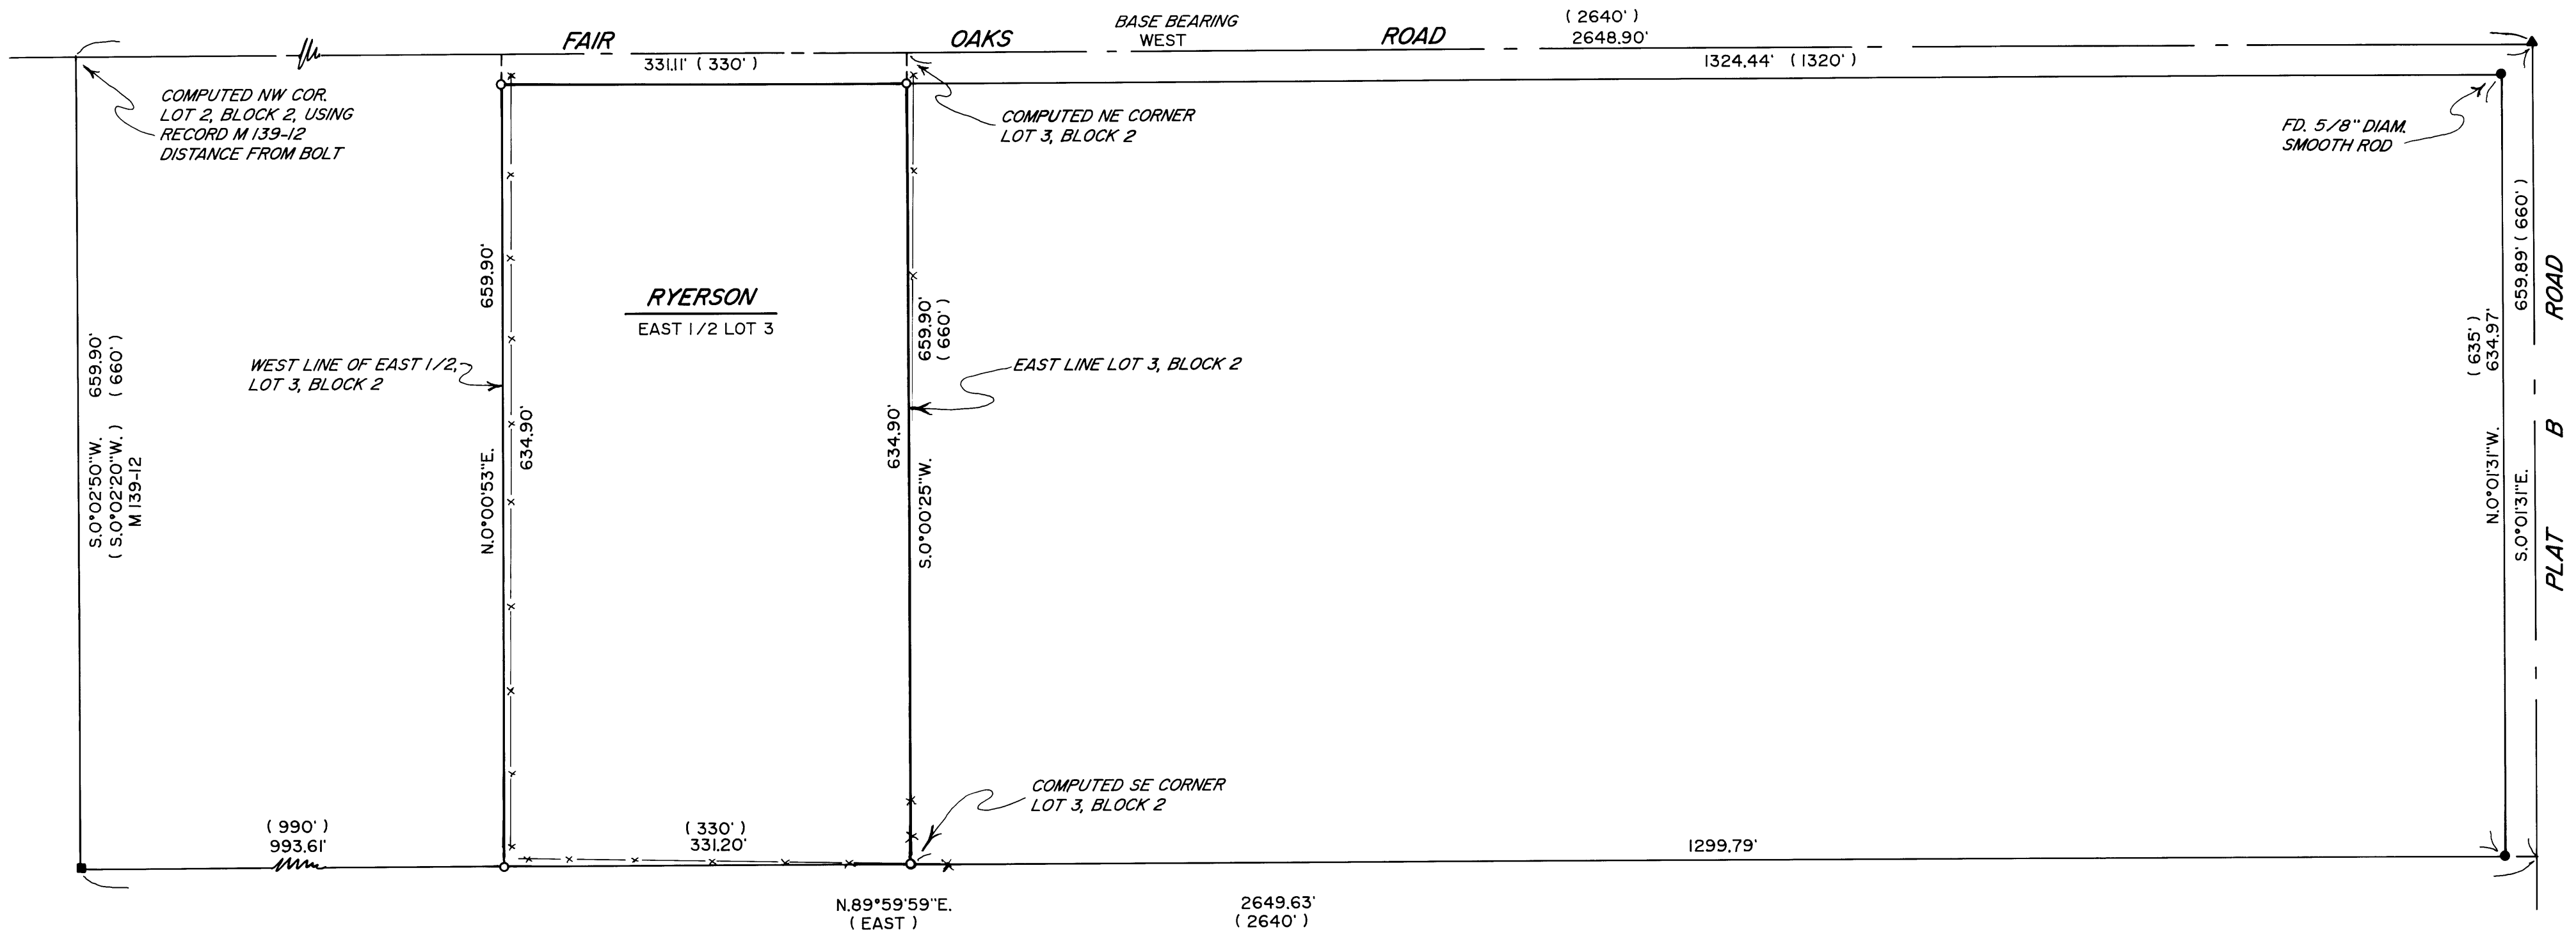 FAIR OAKS ROAD
BASE BEARING
WEST
( 2640' )
2648.90'
331.11' ( 330' )
1324.44' ( 1320' )
COMPUTED NW COR.
LOT 2, BLOCK 2, USING
RECORD M 139-12
DISTANCE FROM BOLT
COMPUTED NE CORNER
LOT 3, BLOCK 2
FD. 5/8" DIAM.
SMOOTH ROD
S.0°02'50"W. 659.90'
( S.0°02'20"W. ) ( 660' )
M 139-12
WEST LINE OF EAST 1/2,
LOT 3, BLOCK 2
N.0°00'53"E. 659.90'
634.90'
RYERSON
EAST 1/2 LOT 3
634.90'
S.0°00'25"W. 659.90'
( 660' )
EAST LINE LOT 3, BLOCK 2
( 635' )
N.0°01'31"W. 634.97'
S.0°01'31"E. 659.89' ( 660' )
PLAT B ROAD
COMPUTED SE CORNER
LOT 3, BLOCK 2
( 990' )
993.61'
( 330' )
331.20'
1299.79'
N.89°59'59"E. 2649.63'
( EAST ) ( 2640' )